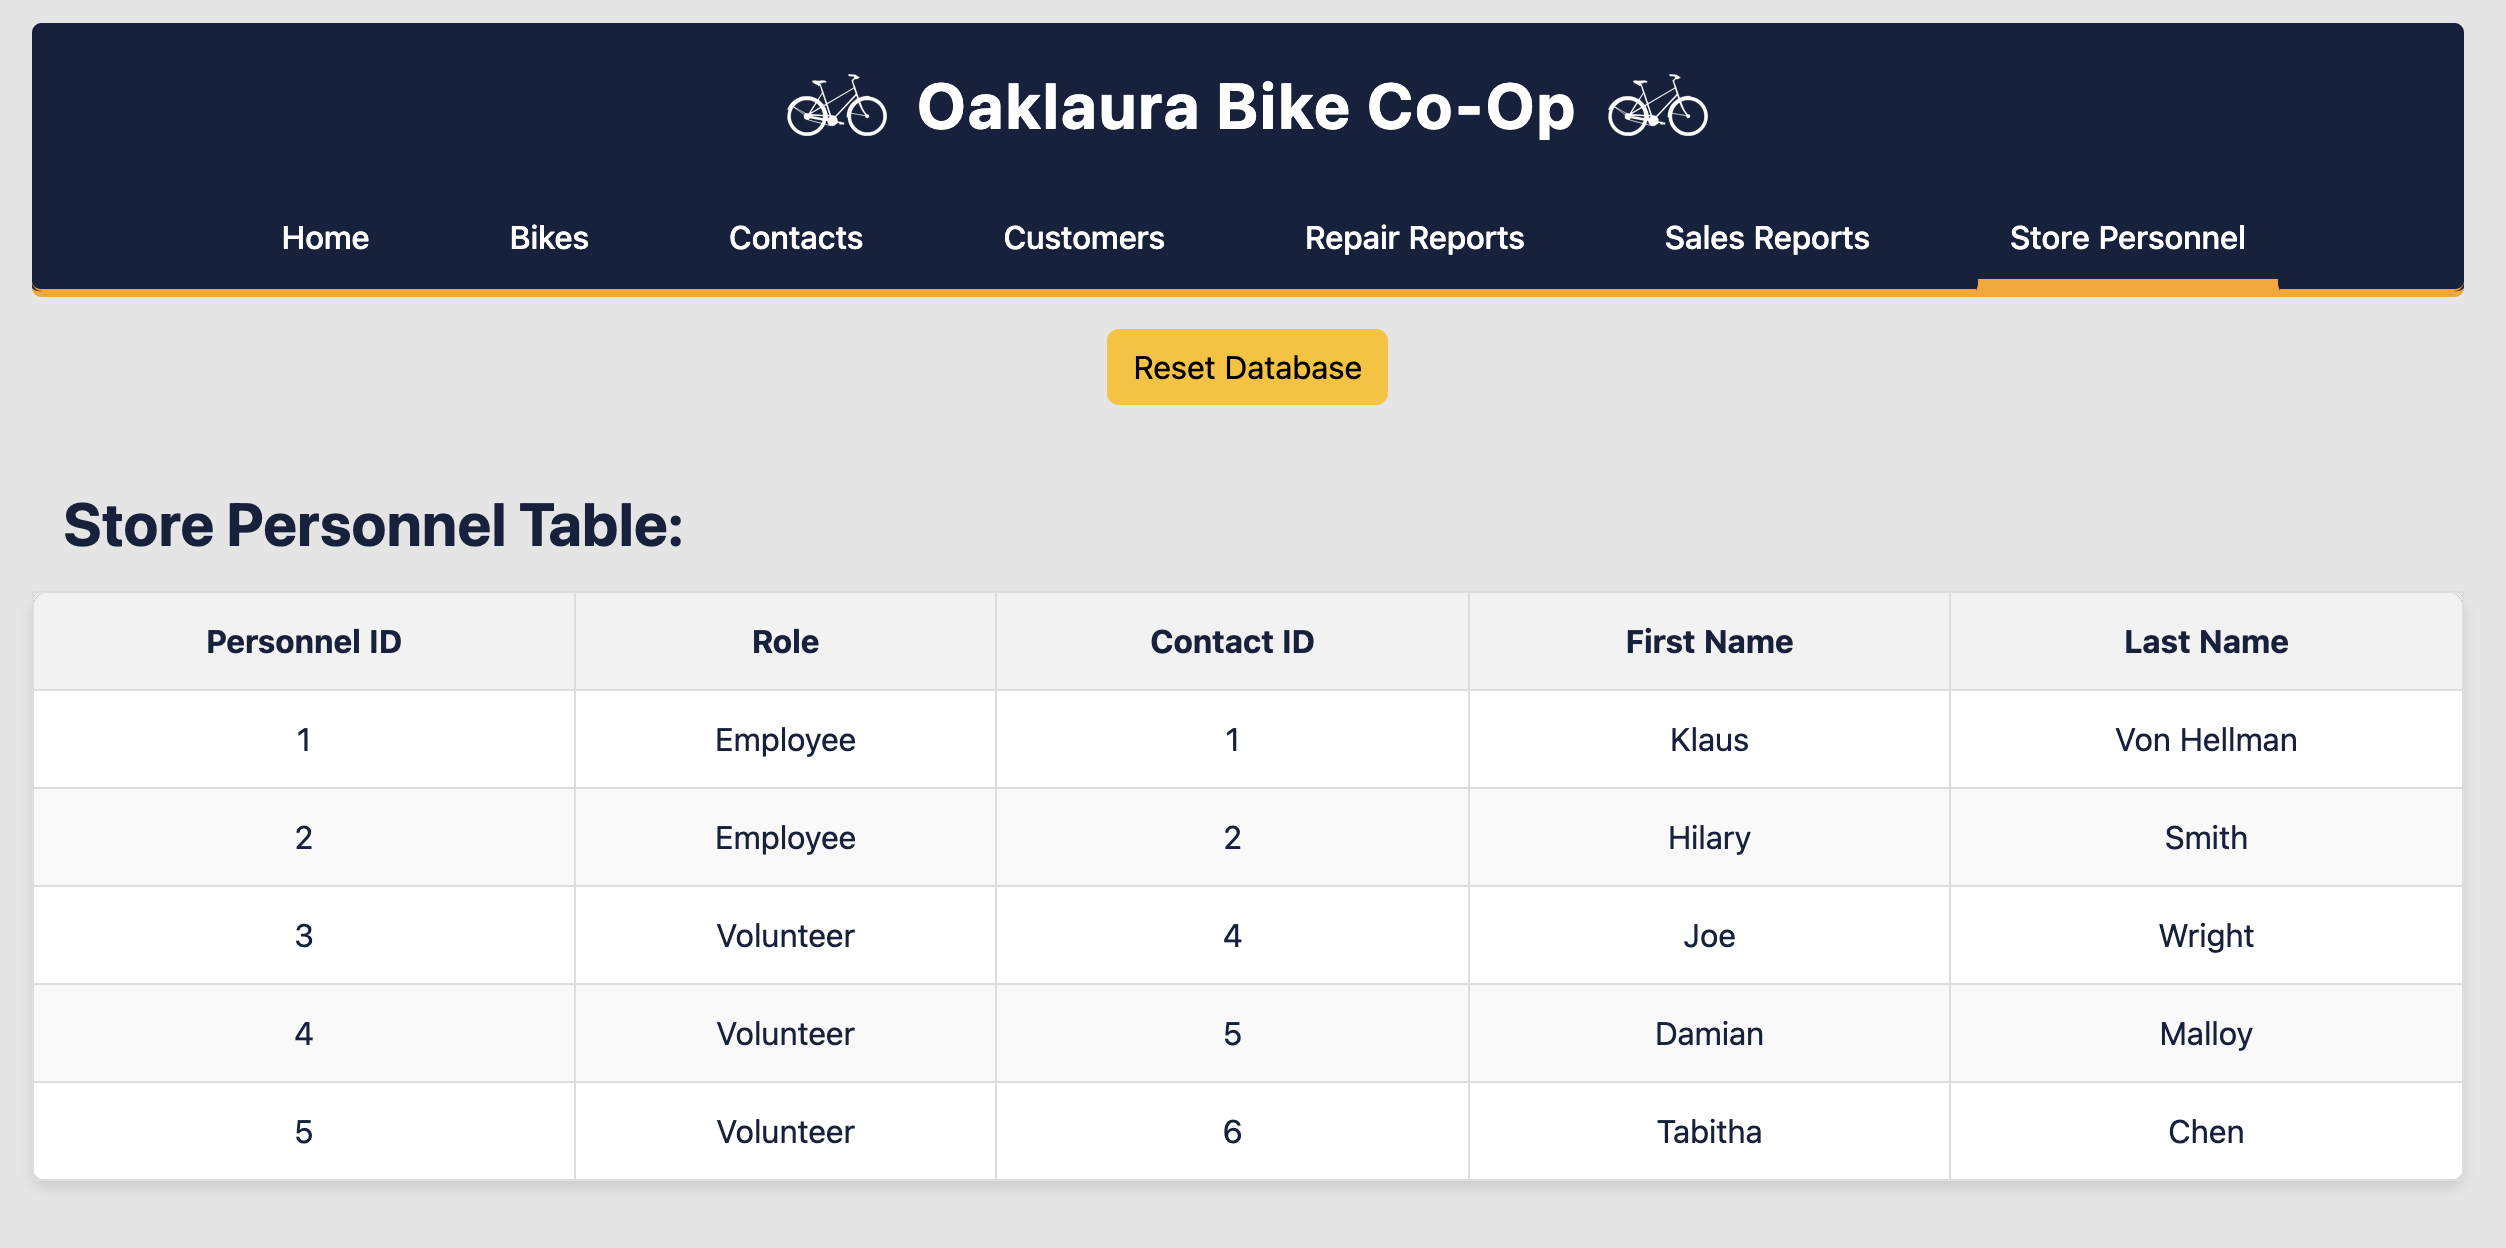 Oaklaura Bike Co-Op
Home Bikes Contacts Customers Repair Reports Sales Reports Store Personnel
Reset Database
Store Personnel Table:
Personnel ID Role Contact ID First Name Last Name
1 Employee 1 Klaus Von Hellman
2 Employee 2 Hilary Smith
3 Volunteer 4 Joe Wright
4 Volunteer 5 Damian Malloy
5 Volunteer 6 Tabitha Chen